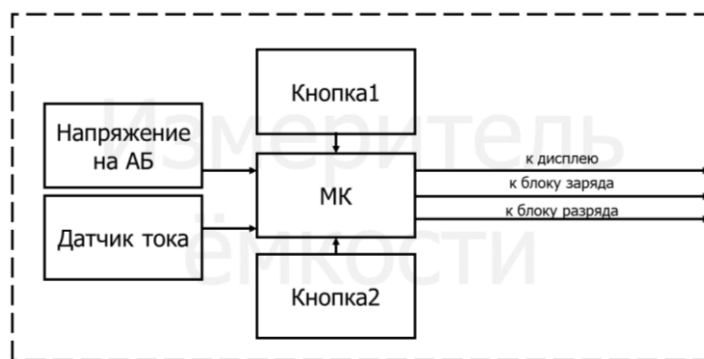 Кнопка1
Напряжение
на АБ
Измеритель
к дисплею
МК
к блоку заряда
к блоку разряда
Датчик тока
ёмкости
Кнопка2